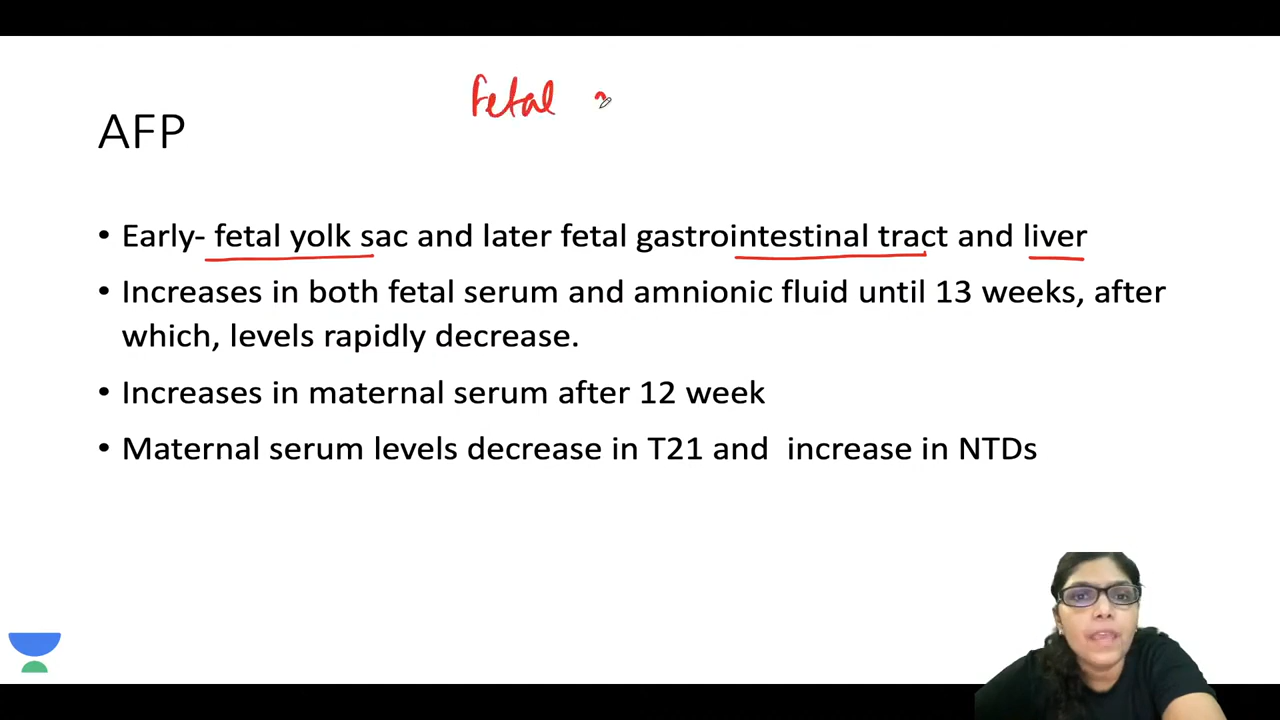 Fetal
AFP
• Early- fetal yolk sac and later fetal gastrointestinal tract and liver
• Increases in both fetal serum and amnionic fluid until 13 weeks, after
which, levels rapidly decrease.
• Increases in maternal serum after 12 week
• Maternal serum levels decrease in T21 and increase in NTDs